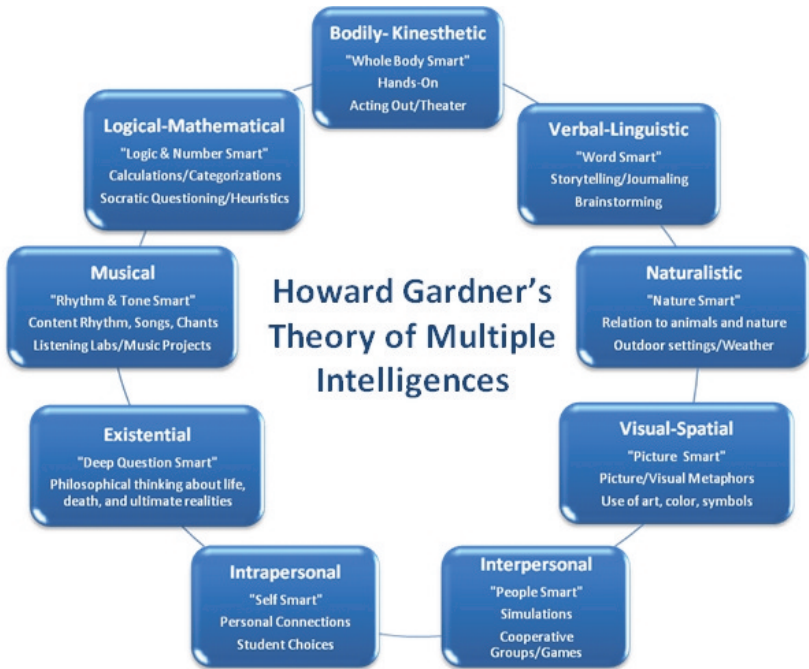 Bodily- Kinesthetic
"Whole Body Smart"
Hands-On
Acting Out/Theater
Verbal-Linguistic
"Word Smart"
Storytelling/Journaling
Brainstorming
Naturalistic
"Nature Smart"
Relation to animals and nature
Outdoor settings/Weather
Visual-Spatial
"Picture Smart"
Picture/Visual Metaphors
Use of art, color, symbols
Interpersonal
"People Smart"
Simulations
Cooperative
Groups/Games
Intrapersonal
"Self Smart"
Personal Connections
Student Choices
Existential
"Deep Question Smart"
Philosophical thinking about life,
death, and ultimate realities
Musical
"Rhythm & Tone Smart"
Content Rhythm, Songs, Chants
Listening Labs/Music Projects
Logical-Mathematical
"Logic & Number Smart"
Calculations/Categorizations
Socratic Questioning/Heuristics
Howard Gardner's
Theory of Multiple
Intelligences